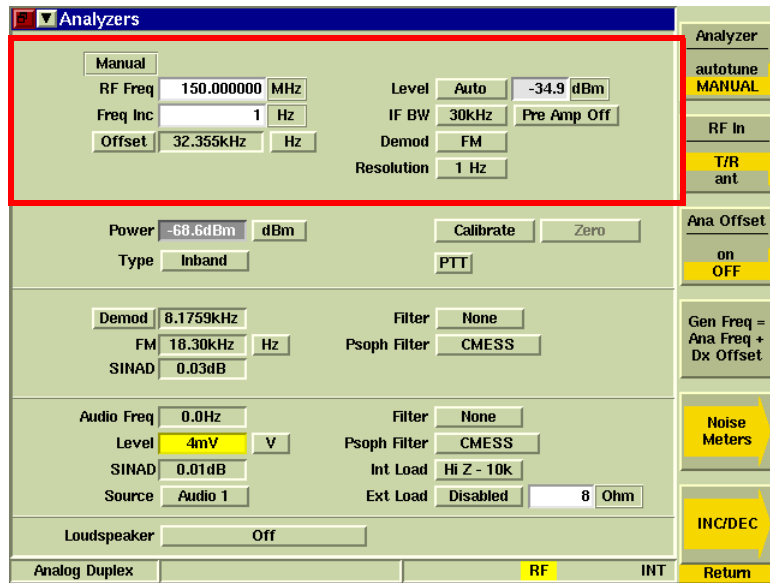 Analyzers
Manual
RF Freq 150.000000 MHz Level Auto -34.9 dBm
Freq Inc 1 Hz IF BW 30kHz Pre Amp Off
Offset 32.355kHz Hz Demod FM
Resolution 1 Hz
Power -68.6dBm dBm Calibrate Zero
Type Inband PTT
Demod 8.1759kHz Filter None
FM 18.30kHz Hz Psoph Filter CMESS
SINAD 0.03dB
Audio Freq 0.0Hz Filter None
Level 4mV V Psoph Filter CMESS
SINAD 0.01dB Int Load Hi Z - 10k
Source Audio 1 Ext Load Disabled 8 Ohm
Loudspeaker Off
Analog Duplex RF INT
Analyzer
autotune
MANUAL
RF In
T/R
ant
Ana Offset
on
OFF
Gen Freq =
Ana Freq +
Dx Offset
Noise
Meters
INC/DEC
Return